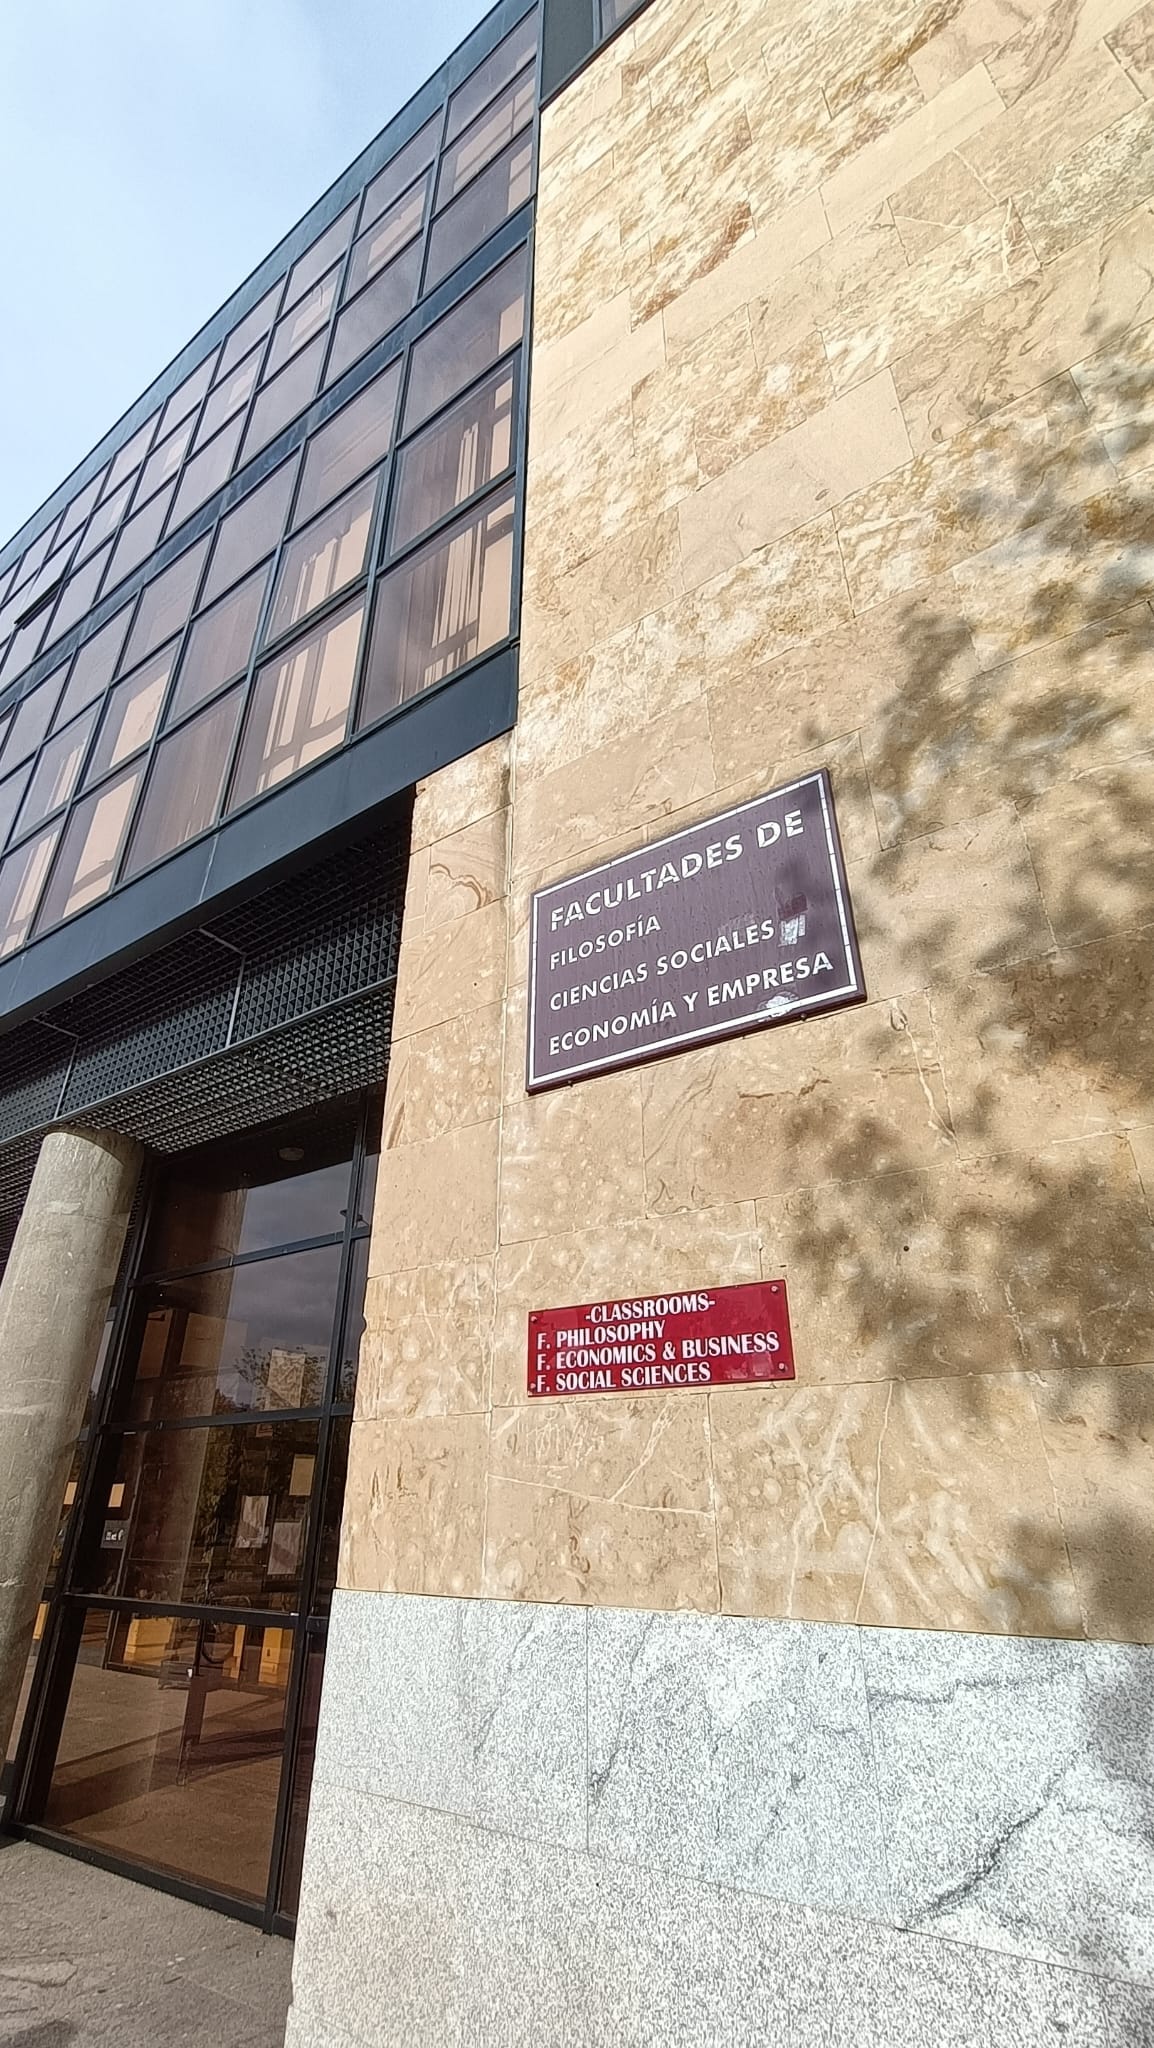 FACULTADES DE
FILOSOFÍA
CIENCIAS SOCIALES
ECONOMÍA Y EMPRESA
-CLASSROOMS-
F. PHILOSOPHY
F. ECONOMICS & BUSINESS
F. SOCIAL SCIENCES